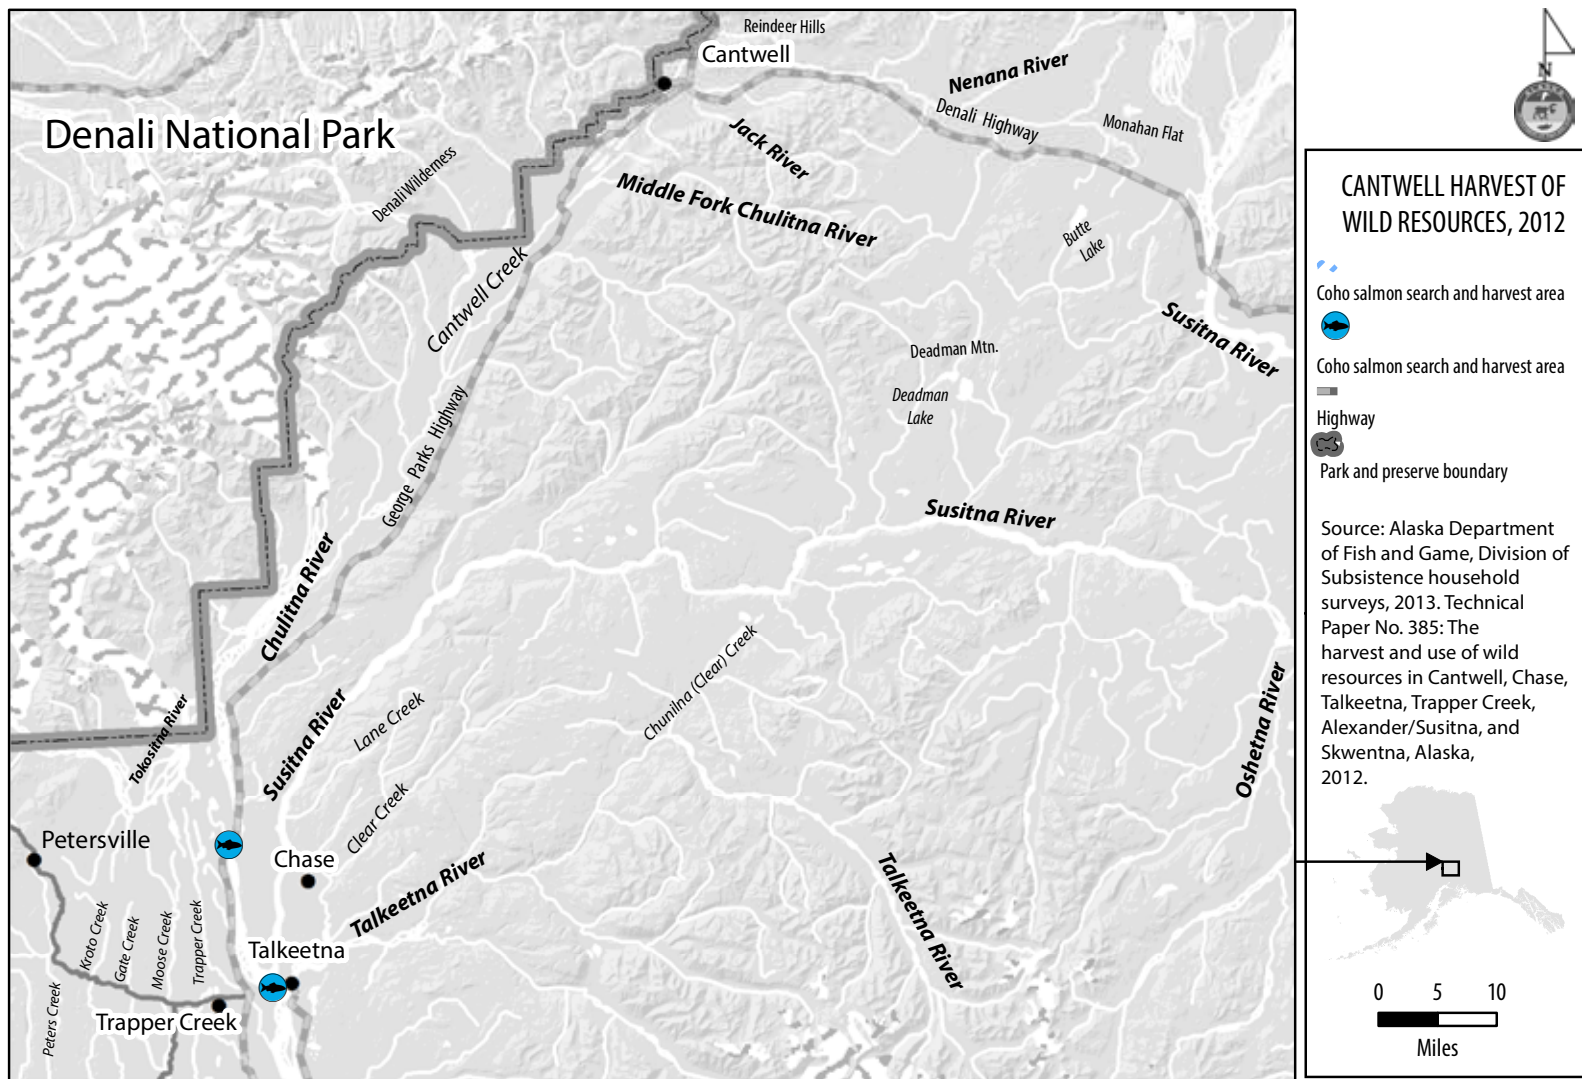 Reindeer Hills
Cantwell
Nenana River
Denali Highway
Monahan Flat
Denali National Park
Jack River
Denali Wilderness
Middle Fork Chulitna River
Butte
Lake
Cantwell Creek
Susitna River
Deadman Mtn.
Deadman
Lake
George Parks Highway
Susitna River
Chulitna River
Chunilna (Clear) Creek
Oshetna River
Tokositna River
Susitna River
Lane Creek
Clear Creek
Petersville
Chase
Talkeetna River
Talkeetna River
Kroto Creek
Gate Creek
Moose Creek
Trapper Creek
Talkeetna
Peters Creek
Trapper Creek
N
CANTWELL HARVEST OF
WILD RESOURCES, 2012
Coho salmon search and harvest area
Coho salmon search and harvest area
Highway
Park and preserve boundary
Source: Alaska Department
of Fish and Game, Division of
Subsistence household
surveys, 2013. Technical
Paper No. 385: The
harvest and use of wild
resources in Cantwell, Chase,
Talkeetna, Trapper Creek,
Alexander/Susitna, and
Skwentna, Alaska,
2012.
0 5 10
Miles